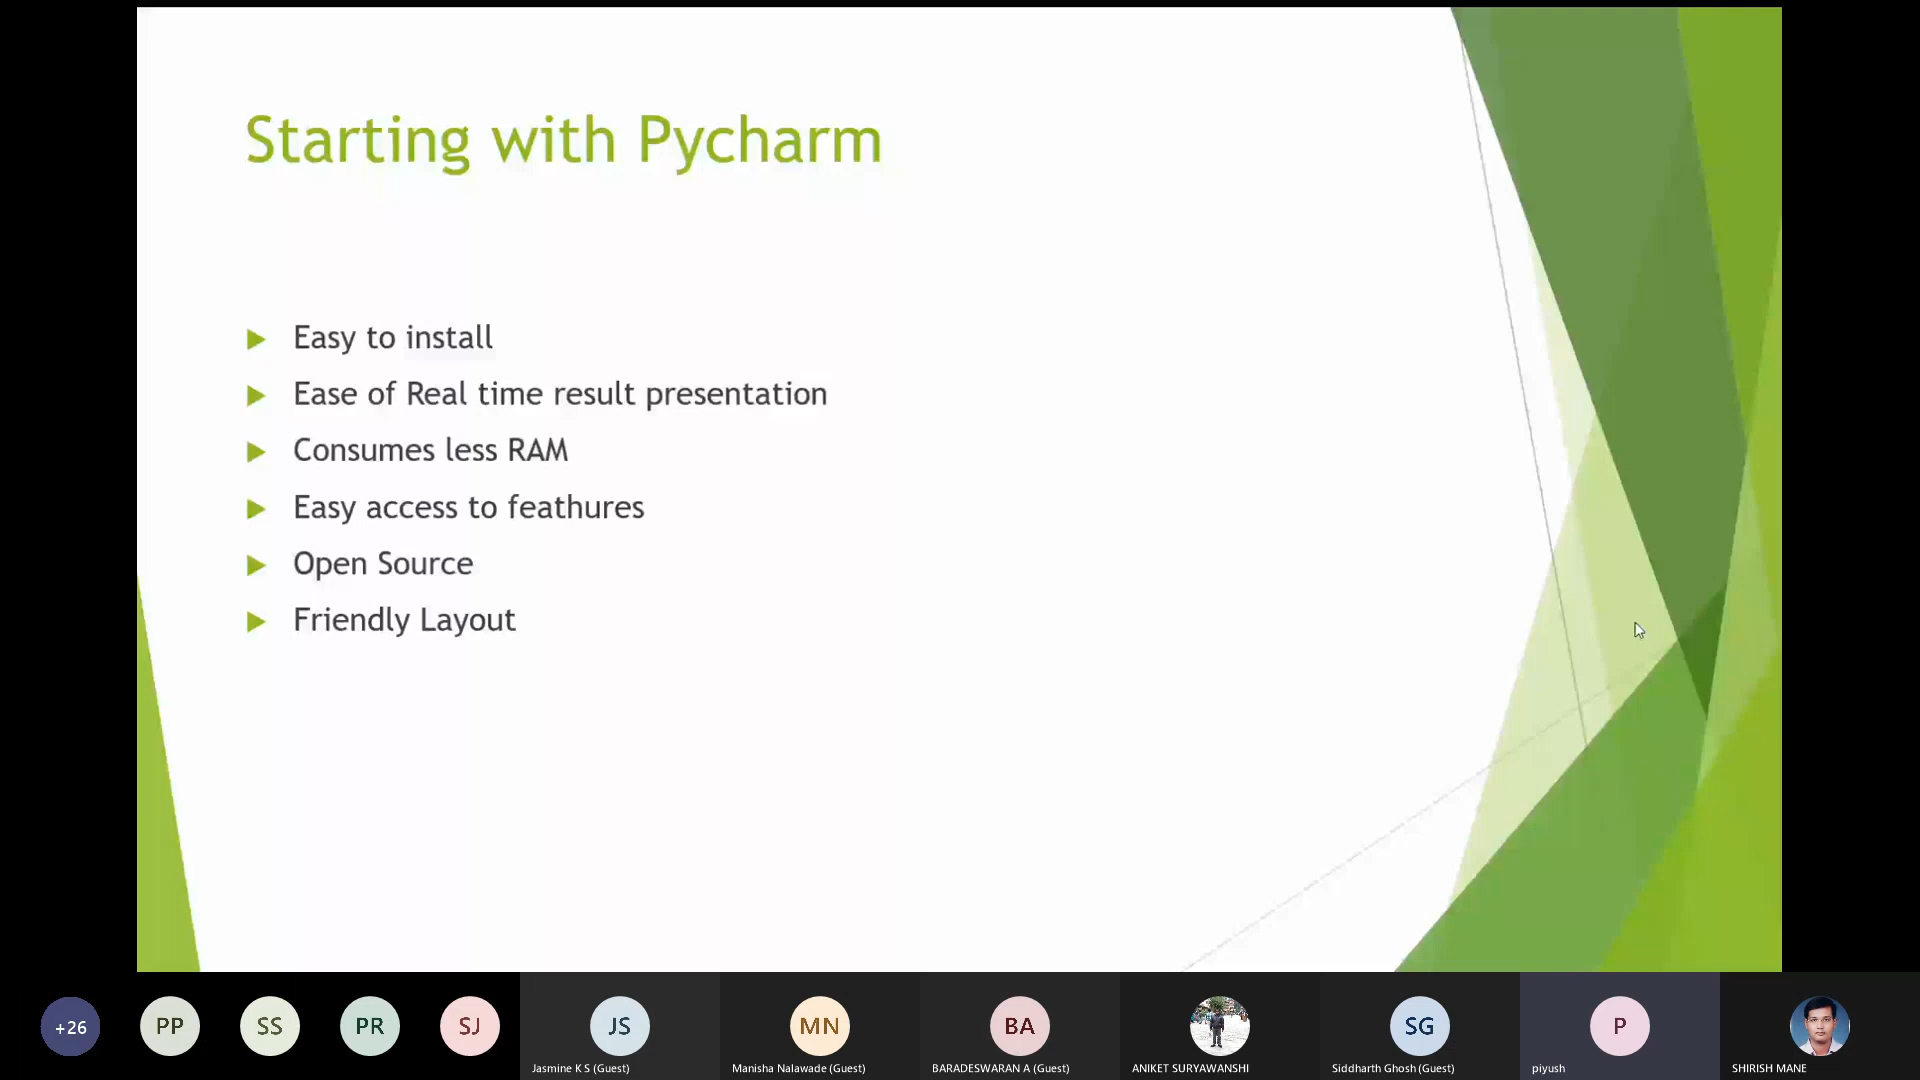 Starting with Pycharm
Easy to install
Ease of Real time result presentation
Consumes less RAM
Easy access to feathures
Open Source
Friendly Layout
+26
PP
SS
PR
SJ
JS
MN
BA
SG
P
Jasmine K S (Guest)
Manisha Nalawade (Guest)
BARADESWARAN A (Guest)
ANIKET SURYAWANSHI
Siddharth Ghosh (Guest)
piyush
SHIRISH MANE